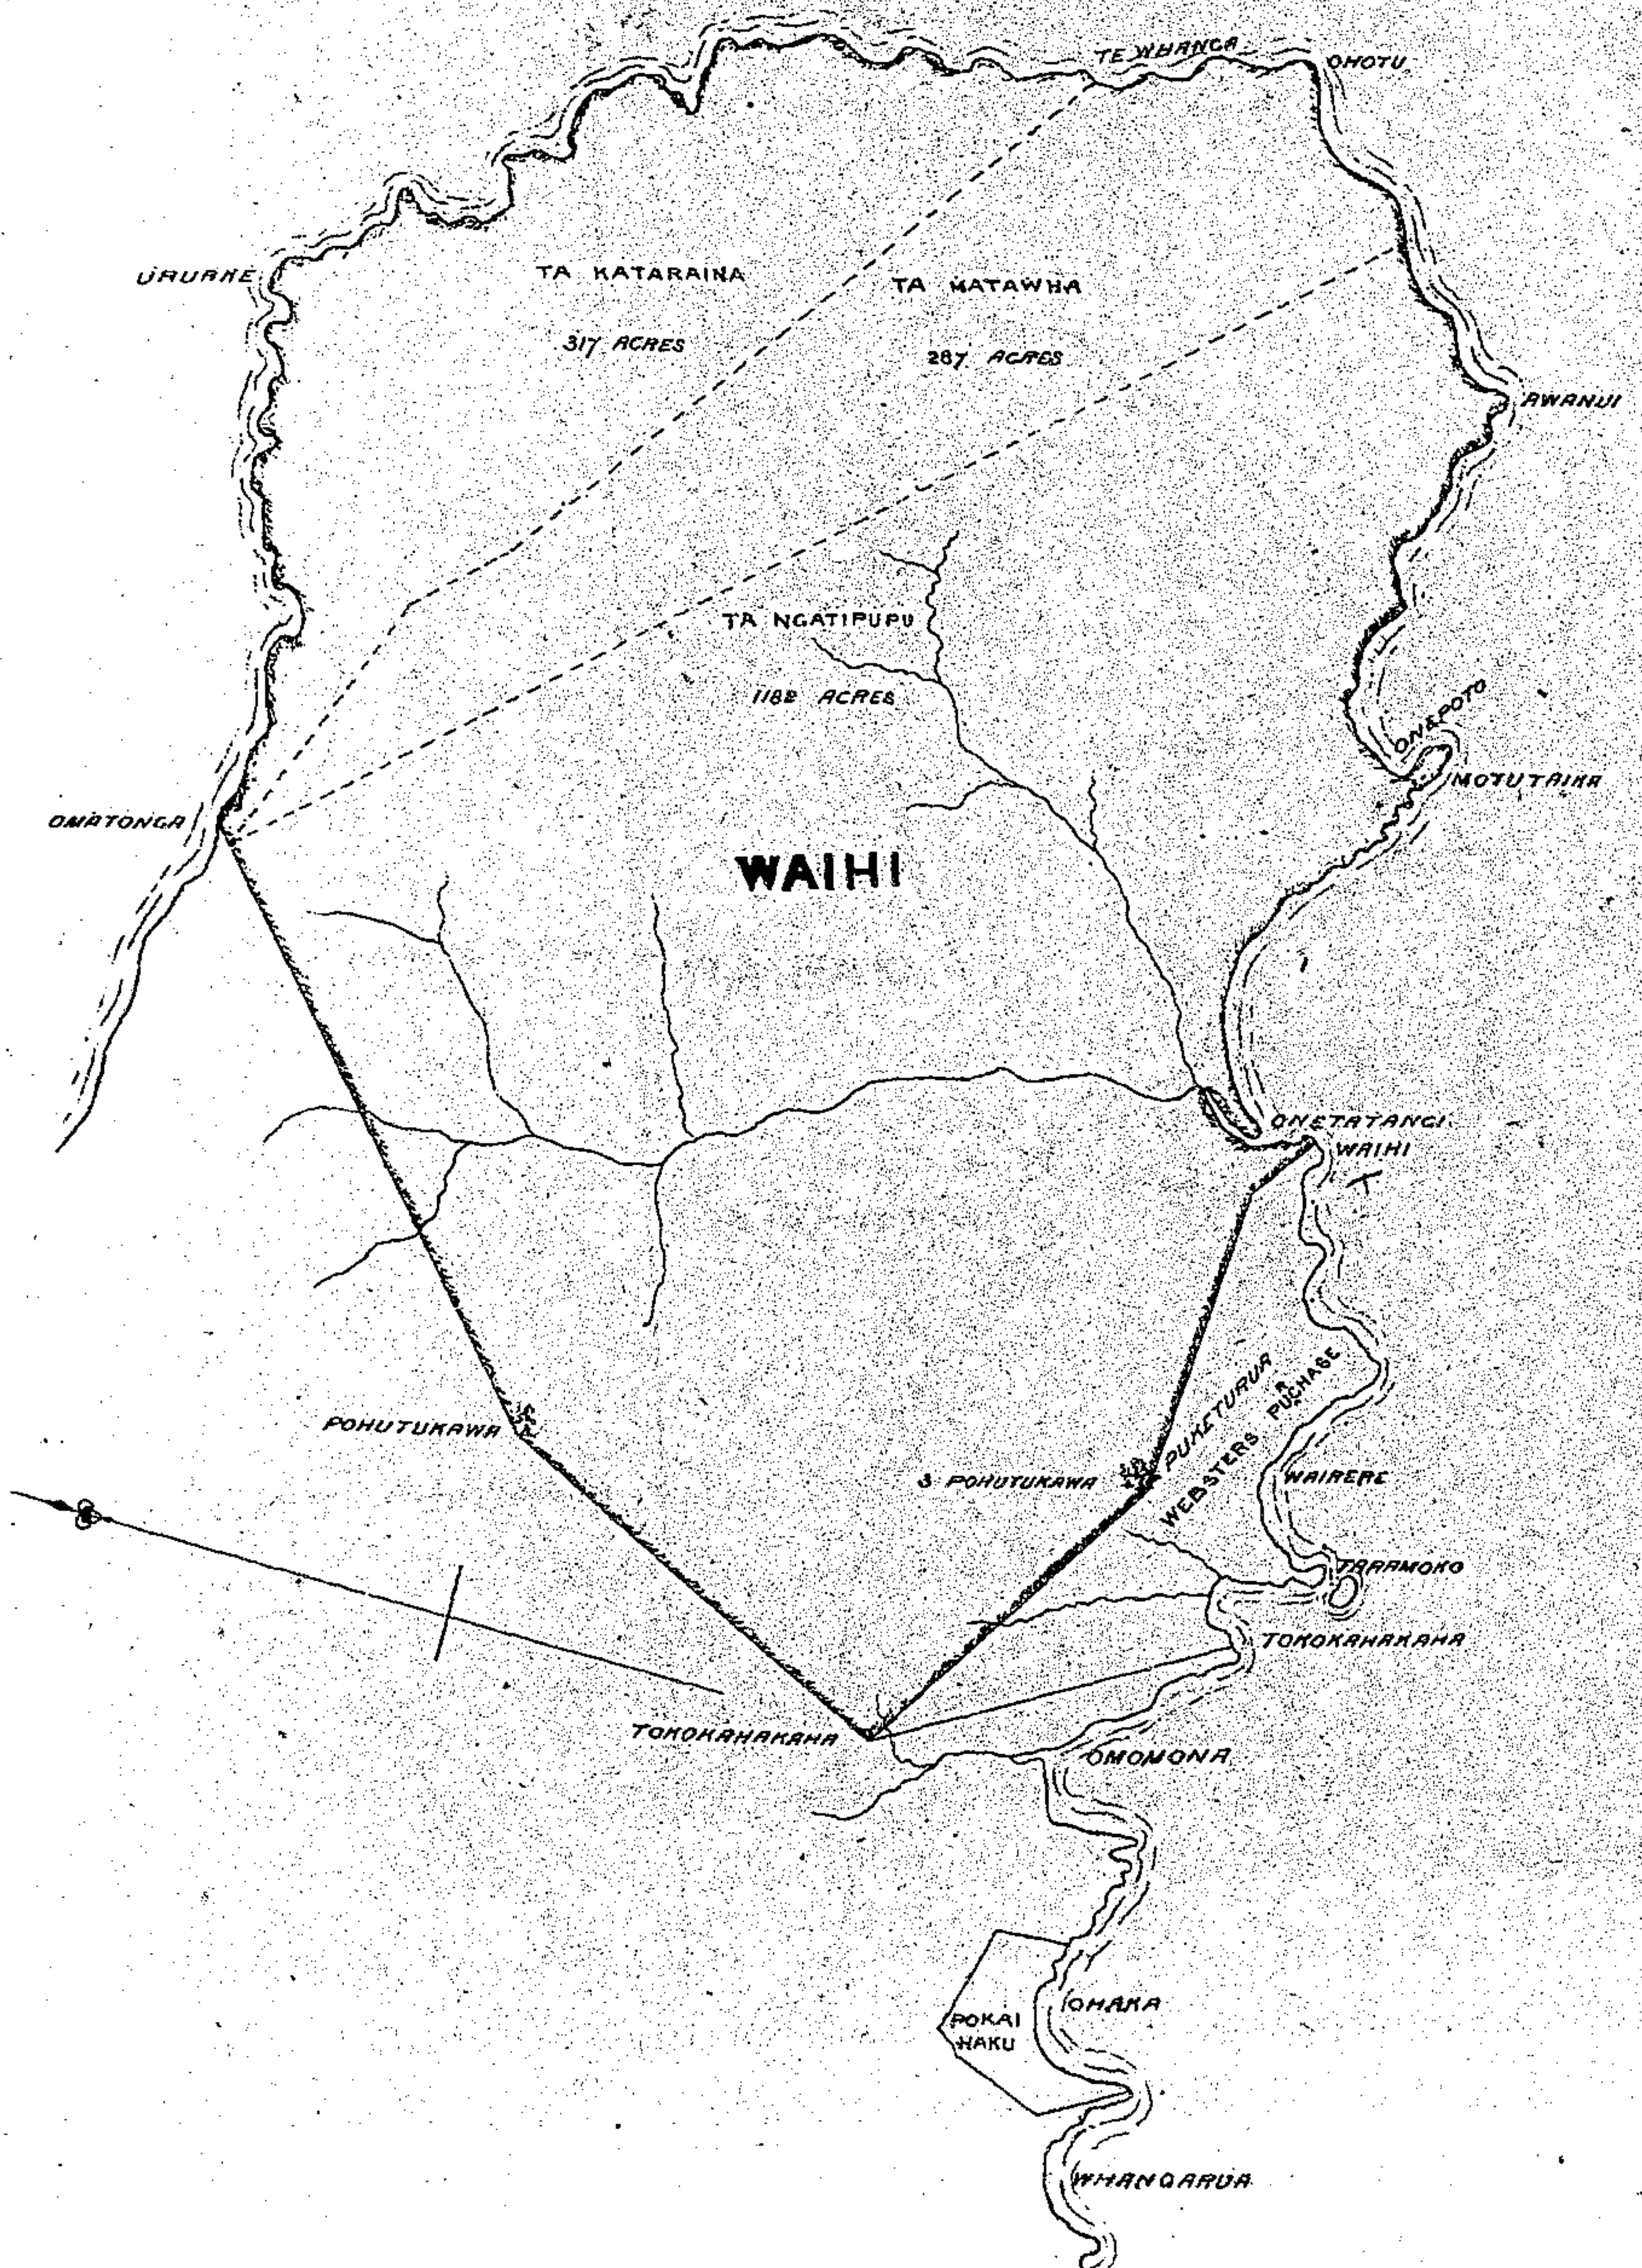 TE WHANGA
OHOTU
URUAKE
TA KATARAINA
317 ACRES
TA MATAWHA
287 ACRES
AWANUI
TA NGATIPUPU
1182 ACRES
ONEPOTO
MOTUTAIKA
OMATONGA
WAIHI
ONETATANGI
WAIHI
POHUTUKAWA
3 POHUTUKAWA
PUKETURUA
WEBSTERS PURCHASE
WAIRERE
TARAMOKO
TOKOKAHAKAHA
TOKOKAHAKAHA
OMOMONA
OHAKA
POKAI
HAKU
WHANGARUA